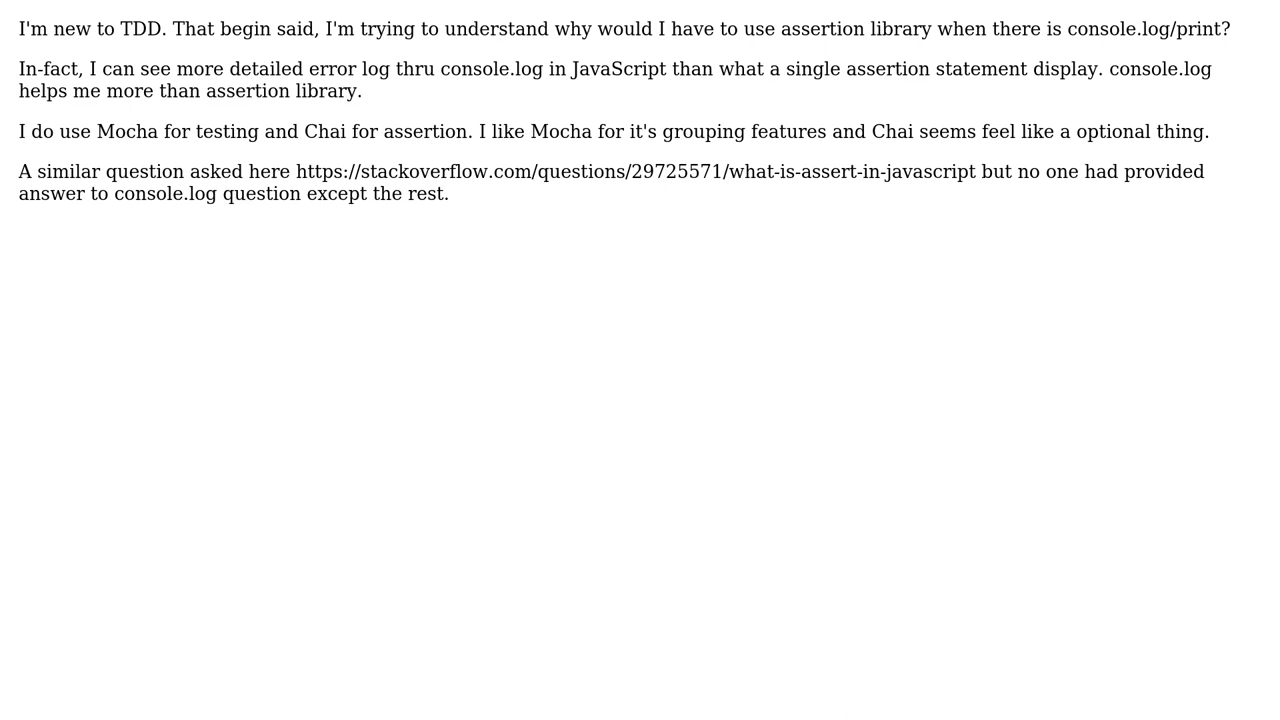 I'm new to TDD. That begin said, I'm trying to understand why would I have to use assertion library when there is console.log/print?
In-fact, I can see more detailed error log thru console.log in JavaScript than what a single assertion statement display. console.log
helps me more than assertion library.
I do use Mocha for testing and Chai for assertion. I like Mocha for it's grouping features and Chai seems feel like a optional thing.
A similar question asked here https://stackoverflow.com/questions/29725571/what-is-assert-in-javascript but no one had provided
answer to console.log question except the rest.